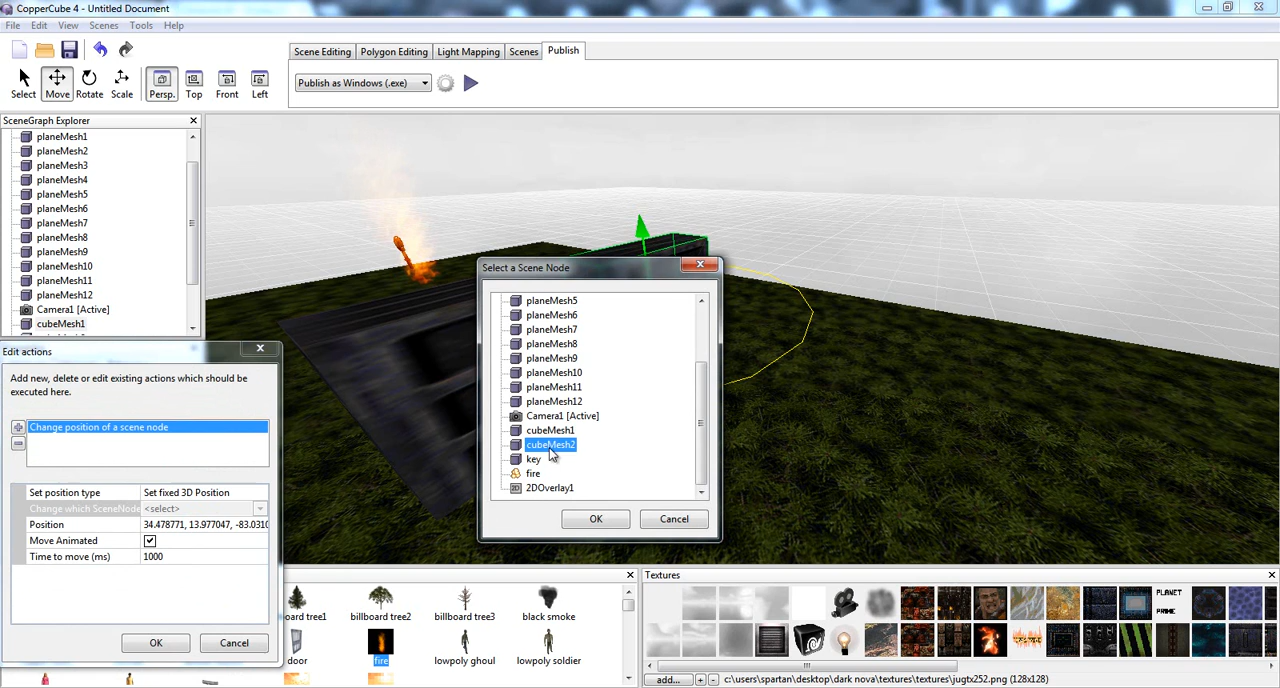 CopperCube 4 - Untitled Document
File Edit View Scenes Tools Help
Scene Editing Polygon Editing Light Mapping Scenes Publish
Select Move Rotate Scale Persp. Top Front Left
Publish as Windows (.exe)
SceneGraph Explorer
planeMesh1
planeMesh2
planeMesh3
planeMesh4
planeMesh5
planeMesh6
planeMesh7
planeMesh8
planeMesh9
planeMesh10
planeMesh11
planeMesh12
Camera1 [Active]
cubeMesh1
Select a Scene Node
planeMesh5
planeMesh6
planeMesh7
planeMesh8
planeMesh9
planeMesh10
planeMesh11
planeMesh12
Camera1 [Active]
cubeMesh1
cubeMesh2
key
fire
2DOverlay1
OK Cancel
Edit actions
Add new, delete or edit existing actions which should be
executed here.
Change position of a scene node
Set position type Set fixed 3D Position
Change which SceneNode <select>
Position 34.478771, 13.977047, -83.0310
Move Animated
Time to move (ms) 1000
OK Cancel
billboard tree2 billboard tree3 black smoke
fire lowpoly ghoul lowpoly soldier
Textures
PLANET
PRIME
add... + - c:\users\spartan\desktop\dark nova\textures\textures\jugtx252.png (128x128)